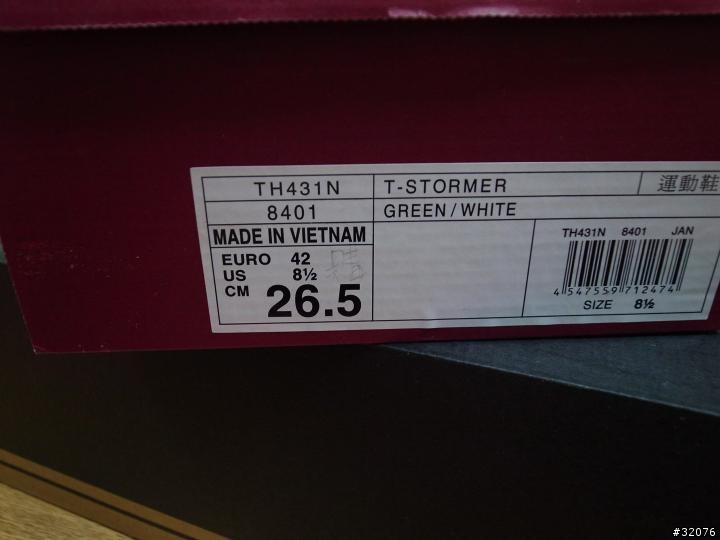 TH431N T-STORMER 運動鞋
8401 GREEN / WHITE
MADE IN VIETNAM
EURO 42
US 8½
CM 26.5
TH431N 8401 JAN
4 547559 712474
SIZE 8½
#32076